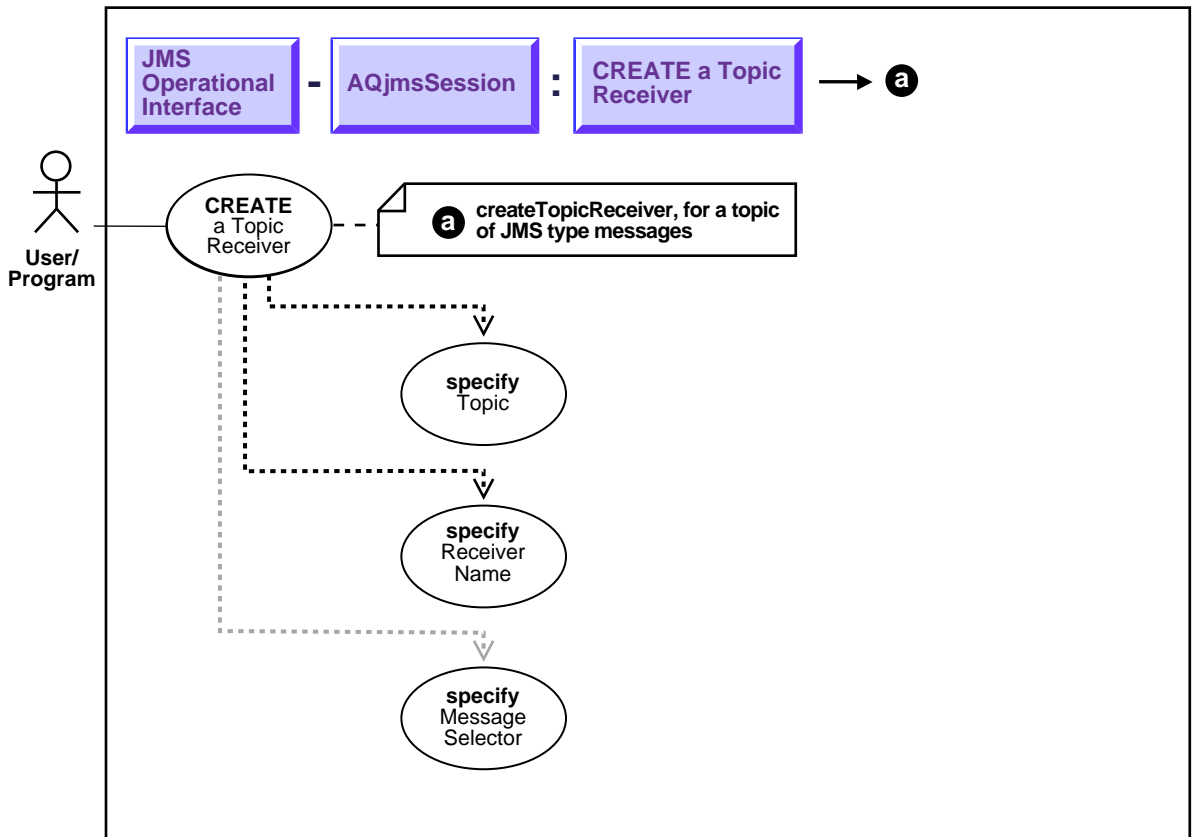 JMS
Operational
Interface
-
AQjmsSession
:
CREATE a Topic
Receiver
a
User/
Program
CREATE
a Topic
Receiver
a
createTopicReceiver, for a topic
of JMS type messages
specify
Topic
specify
Receiver
Name
specify
Message
Selector